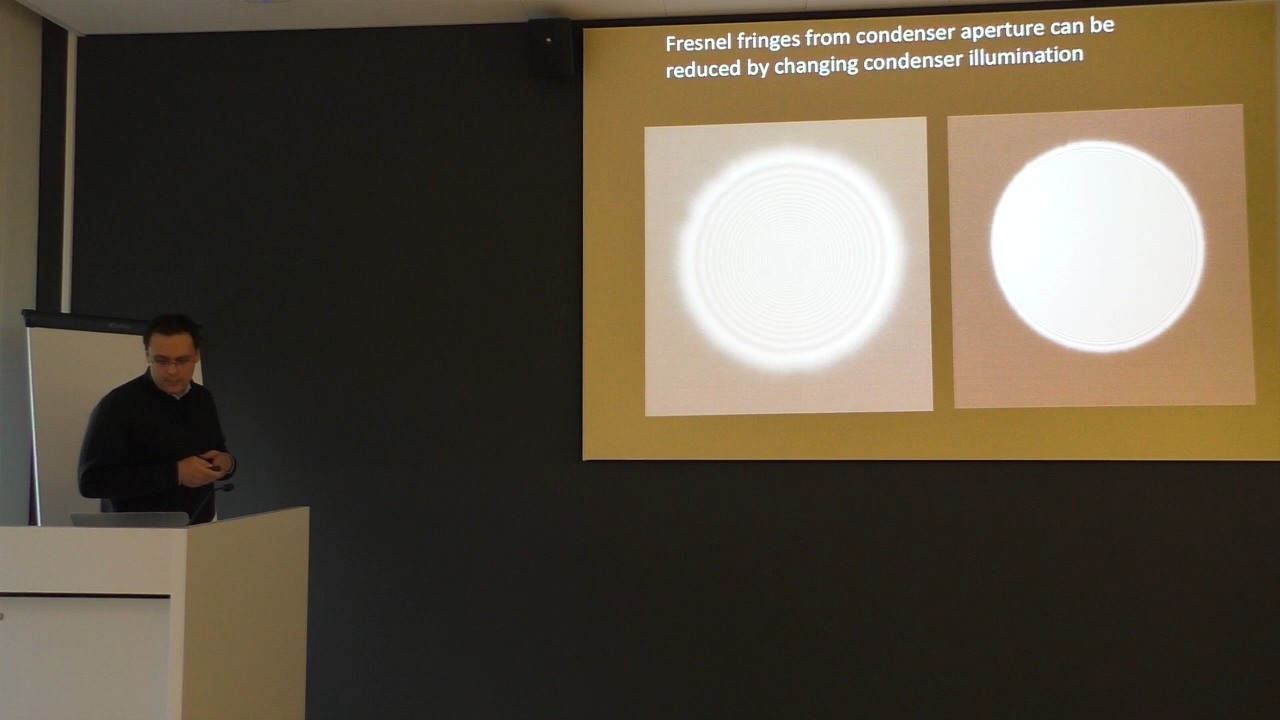 Fresnel fringes from condenser aperture can be
reduced by changing condenser illumination